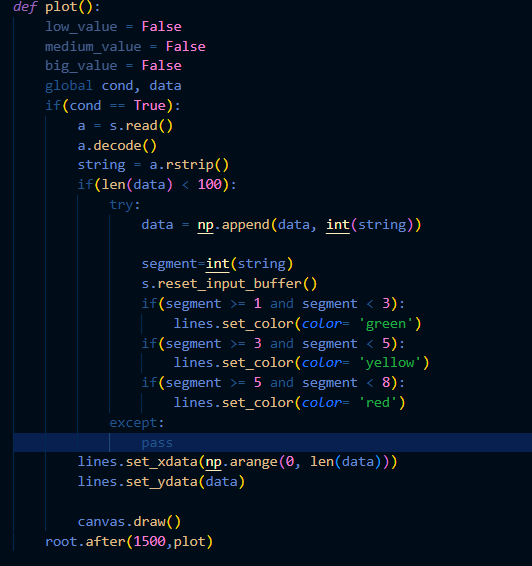 def plot():
    low_value = False
    medium_value = False
    big_value = False
    global cond, data
    if(cond == True):
        a = s.read()
        a.decode()
        string = a.rstrip()
        if(len(data) < 100):
            try:
                data = np.append(data, int(string))

                segment=int(string)
                s.reset_input_buffer()
                if(segment >= 1 and segment < 3):
                    lines.set_color(color= 'green')
                if(segment >= 3 and segment < 5):
                    lines.set_color(color= 'yellow')
                if(segment >= 5 and segment < 8):
                    lines.set_color(color= 'red')
            except:
                pass
        lines.set_xdata(np.arange(0, len(data)))
        lines.set_ydata(data)

        canvas.draw()
    root.after(1500,plot)